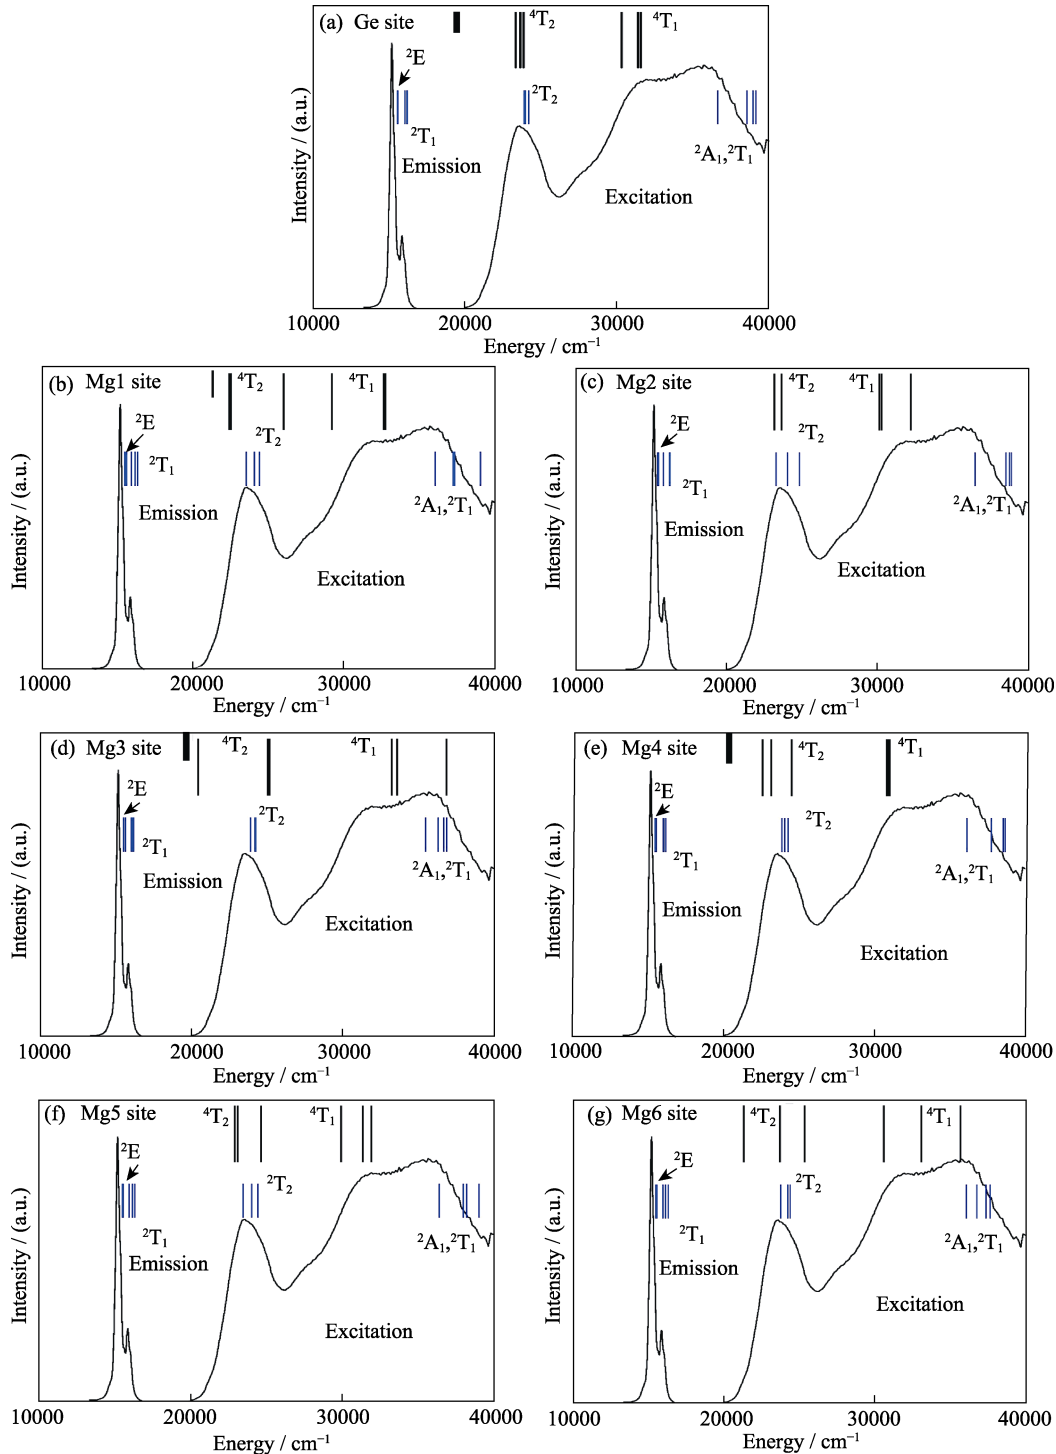 (a) Ge site
⁴T₂
⁴T₁
²E
²T₂
²T₁
²A₁,²T₁
Emission
Excitation
Intensity / (a.u.)
10000 20000 30000 40000
Energy / cm⁻¹
(b) Mg1 site
⁴T₂
⁴T₁
²E
²T₂
²T₁
²A₁,²T₁
Emission
Excitation
Intensity / (a.u.)
10000 20000 30000 40000
Energy / cm⁻¹
(c) Mg2 site
⁴T₂
⁴T₁
²E
²T₂
²T₁
²A₁,²T₁
Emission
Excitation
Intensity / (a.u.)
10000 20000 30000 40000
Energy / cm⁻¹
(d) Mg3 site
⁴T₂
⁴T₁
²E
²T₂
²T₁
²A₁,²T₁
Emission
Excitation
Intensity / (a.u.)
10000 20000 30000 40000
Energy / cm⁻¹
(e) Mg4 site
⁴T₂
⁴T₁
²E
²T₂
²T₁
²A₁,²T₁
Emission
Excitation
Intensity / (a.u.)
10000 20000 30000 40000
Energy / cm⁻¹
(f) Mg5 site
⁴T₂
⁴T₁
²E
²T₂
²T₁
²A₁,²T₁
Emission
Excitation
Intensity / (a.u.)
10000 20000 30000 40000
Energy / cm⁻¹
(g) Mg6 site
⁴T₂
⁴T₁
²E
²T₂
²T₁
²A₁,²T₁
Emission
Excitation
Intensity / (a.u.)
10000 20000 30000 40000
Energy / cm⁻¹